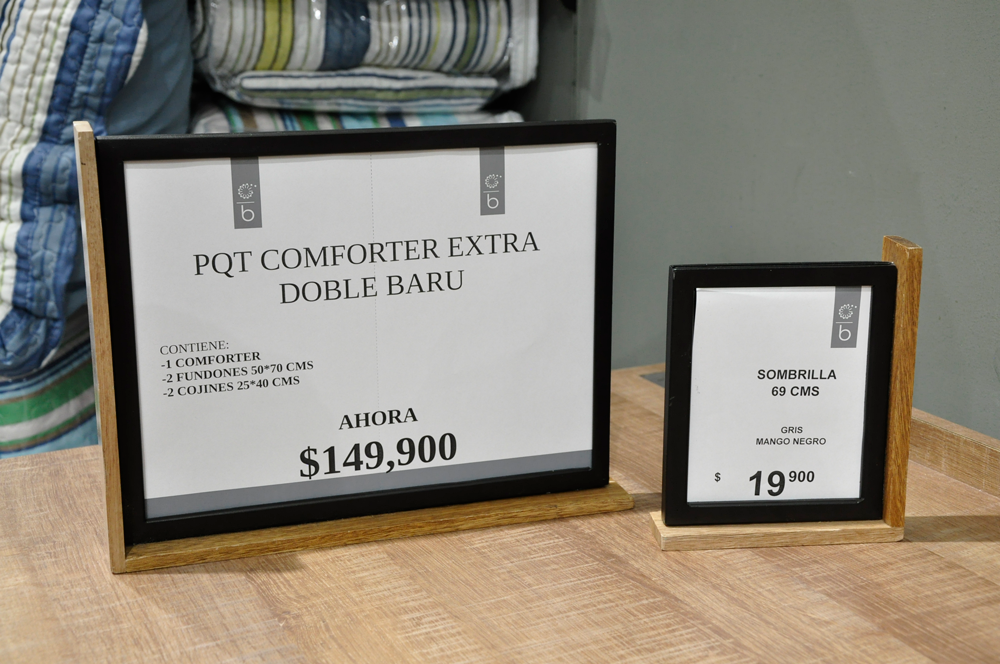 b
b
PQT COMFORTER EXTRA
DOBLE BARU
CONTIENE:
-1 COMFORTER
-2 FUNDONES 50*70 CMS
-2 COJINES 25*40 CMS
AHORA
$149,900
b
SOMBRILLA
69 CMS
GRIS
MANGO NEGRO
$ 19 900